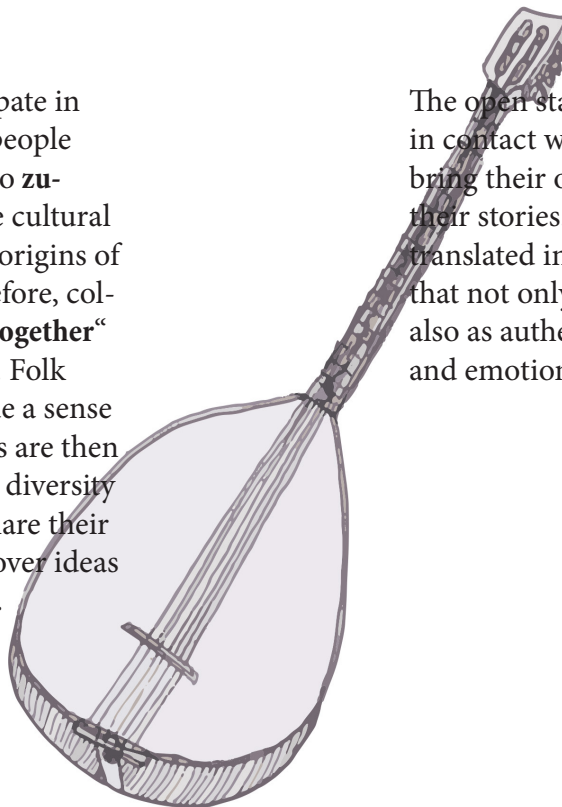 pate in
people
o zu-
e cultural
origins of
efore, col-
ogether“
Folk
e a sense
s are then
diversity
are their
over ideas
.
The open sta
in contact w
bring their o
their stories
translated in
that not only
also as authe
and emotion